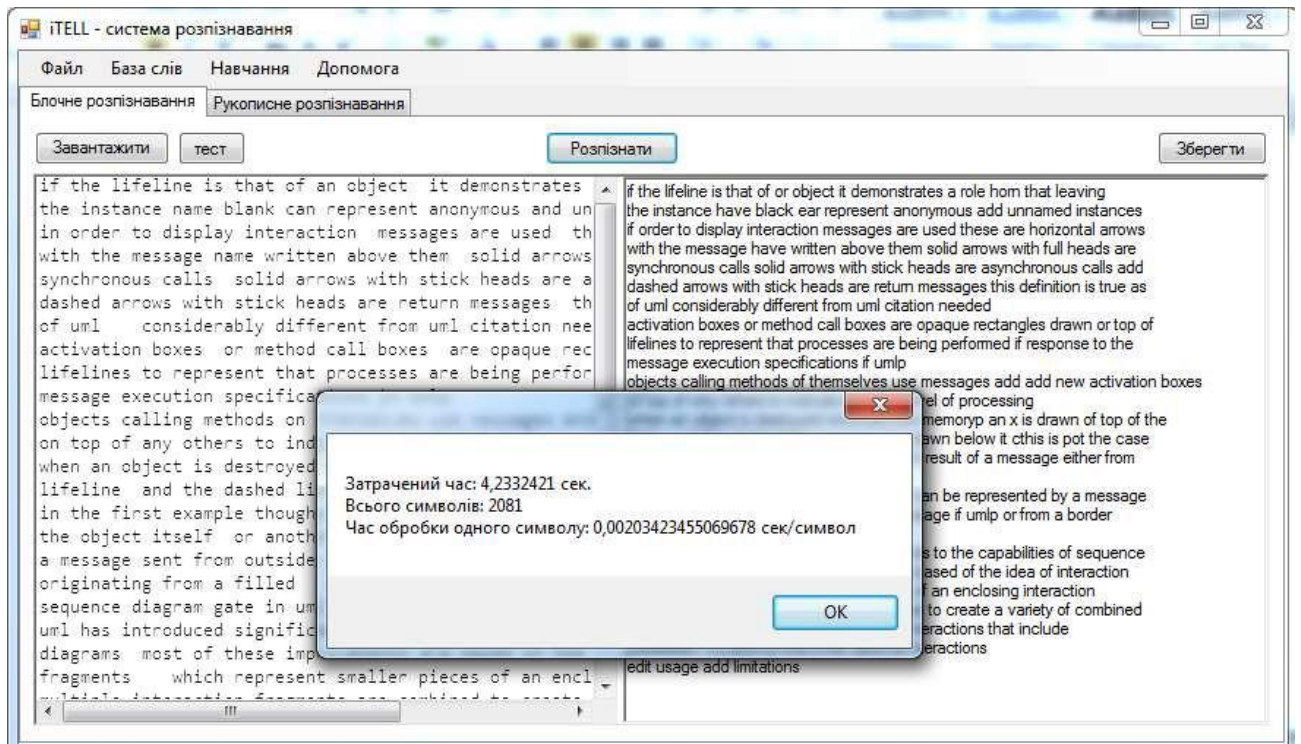 iTELL - система розпізнавання
Файл База слів Навчання Допомога
Блочне розпізнавання Рукописне розпізнавання
Завантажити тест Розпізнати Зберегти
if the lifeline is that of an object it demonstrates
the instance name blank can represent anonymous and un
in order to display interaction messages are used th
with the message name written above them solid arrows
synchronous calls solid arrows with stick heads are a
dashed arrows with stick heads are return messages th
of uml considerably different from uml citation nee
activation boxes or method call boxes are opaque rec
lifelines to represent that processes are being perfor
message execution specifica
objects calling methods on
on top of any others to ind
when an object is destroyed
lifeline and the dashed li
in the first example though
the object itself or anoth
a message sent from outside
originating from a filled
sequence diagram gate in um
uml has introduced signific
diagrams most of these imp
fragments which represent smaller pieces of an encl
if the lifeline is that of or object it demonstrates a role hom that leaving
the instance have black ear represent anonymous add unnamed instances
if order to display interaction messages are used these are horizontal arrows
with the message have written above them solid arrows with full heads are
synchronous calls solid arrows with stick heads are asynchronous calls add
dashed arrows with stick heads are return messages this definition is true as
of uml considerably different from uml citation needed
activation boxes or method call boxes are opaque rectangles drawn or top of
lifelines to represent that processes are being performed if response to the
message execution specifications if umlp
objects calling methods of themselves use messages add add new activation boxes
vel of processing
memoryp an x is drawn of top of the
awn below it cthis is pot the case
result of a message either from
an be represented by a message
age if umlp or from a border
s to the capabilities of sequence
ased of the idea of interaction
f an enclosing interaction
to create a variety of combined
eractions that include
eractions
edit usage add limitations
Затрачений час: 4,2332421 сек.
Всього символів: 2081
Час обробки одного символу: 0,00203423455069678 сек/символ
OK